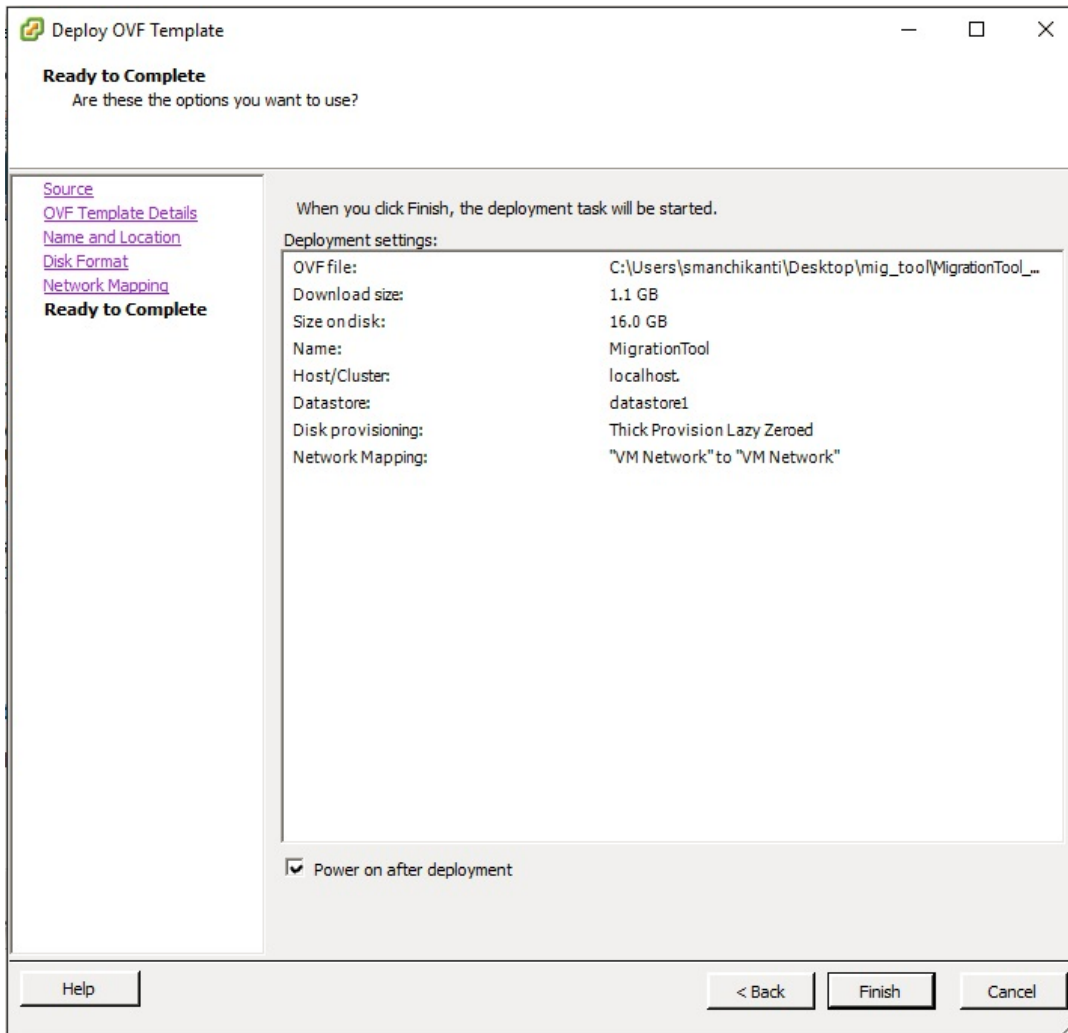 Deploy OVF Template
Ready to Complete
Are these the options you want to use?
Source
OVF Template Details
Name and Location
Disk Format
Network Mapping
Ready to Complete
When you click Finish, the deployment task will be started.
Deployment settings:
OVF file: C:\Users\smanchikanti\Desktop\mig_tool\MigrationTool_...
Download size: 1.1 GB
Size on disk: 16.0 GB
Name: MigrationTool
Host/Cluster: localhost.
Datastore: datastore1
Disk provisioning: Thick Provision Lazy Zeroed
Network Mapping: "VM Network" to "VM Network"
Power on after deployment
Help < Back Finish Cancel